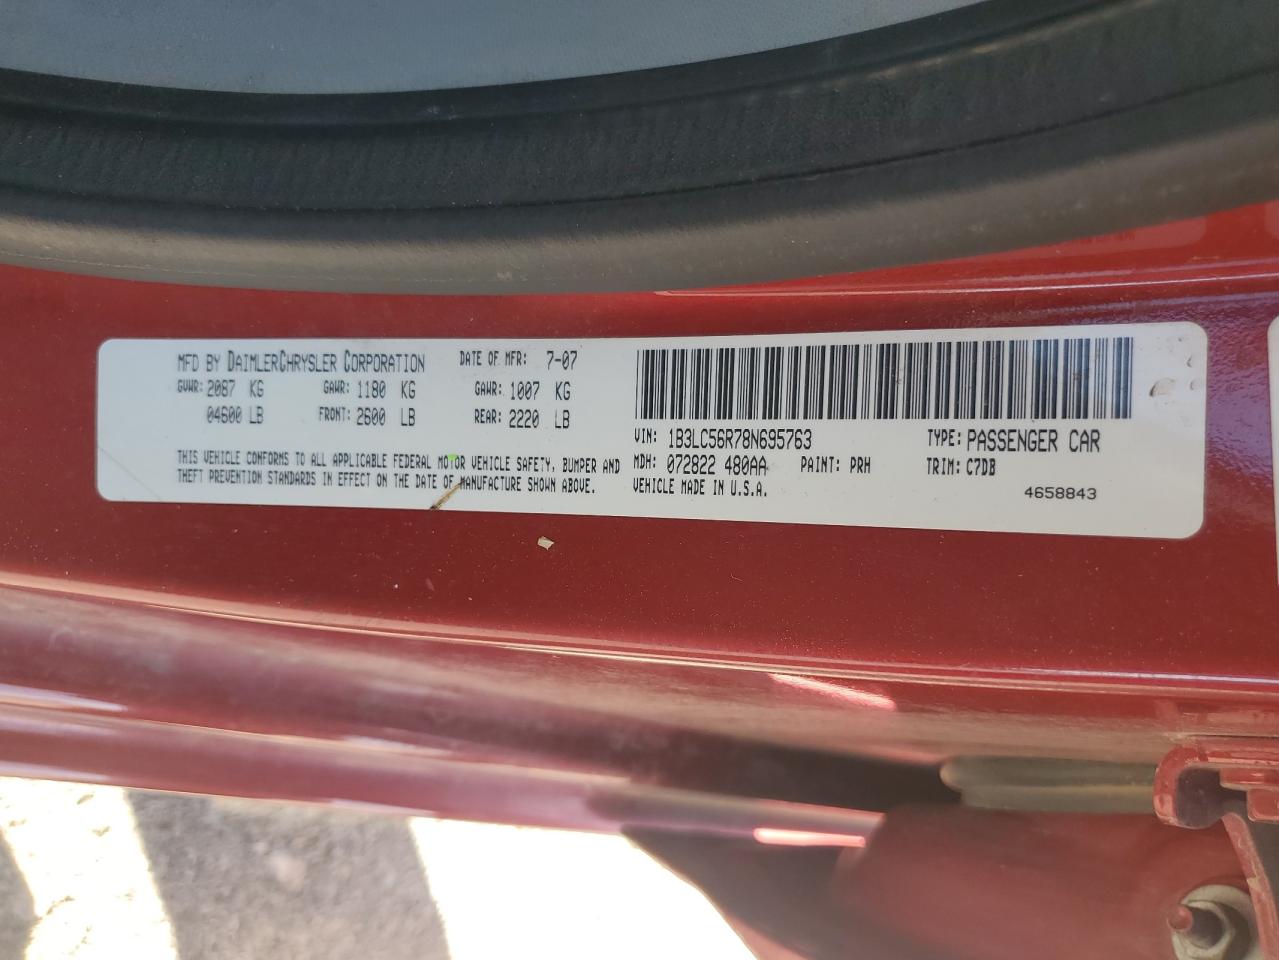 MFD BY DAIMLERCHRYSLER CORPORATION DATE OF MFR: 7-07
GVWR: 2087 KG GAWR: 1180 KG GAWR: 1007 KG
04600 LB FRONT: 2600 LB REAR: 2220 LB
THIS VEHICLE CONFORMS TO ALL APPLICABLE FEDERAL MOTOR VEHICLE SAFETY, BUMPER AND
THEFT PREVENTION STANDARDS IN EFFECT ON THE DATE OF MANUFACTURE SHOWN ABOVE.
VIN: 1B3LC56R78N695763 TYPE: PASSENGER CAR
MDH: 072822 480AA PAINT: PRH TRIM: C7DB
VEHICLE MADE IN U.S.A. 4658843